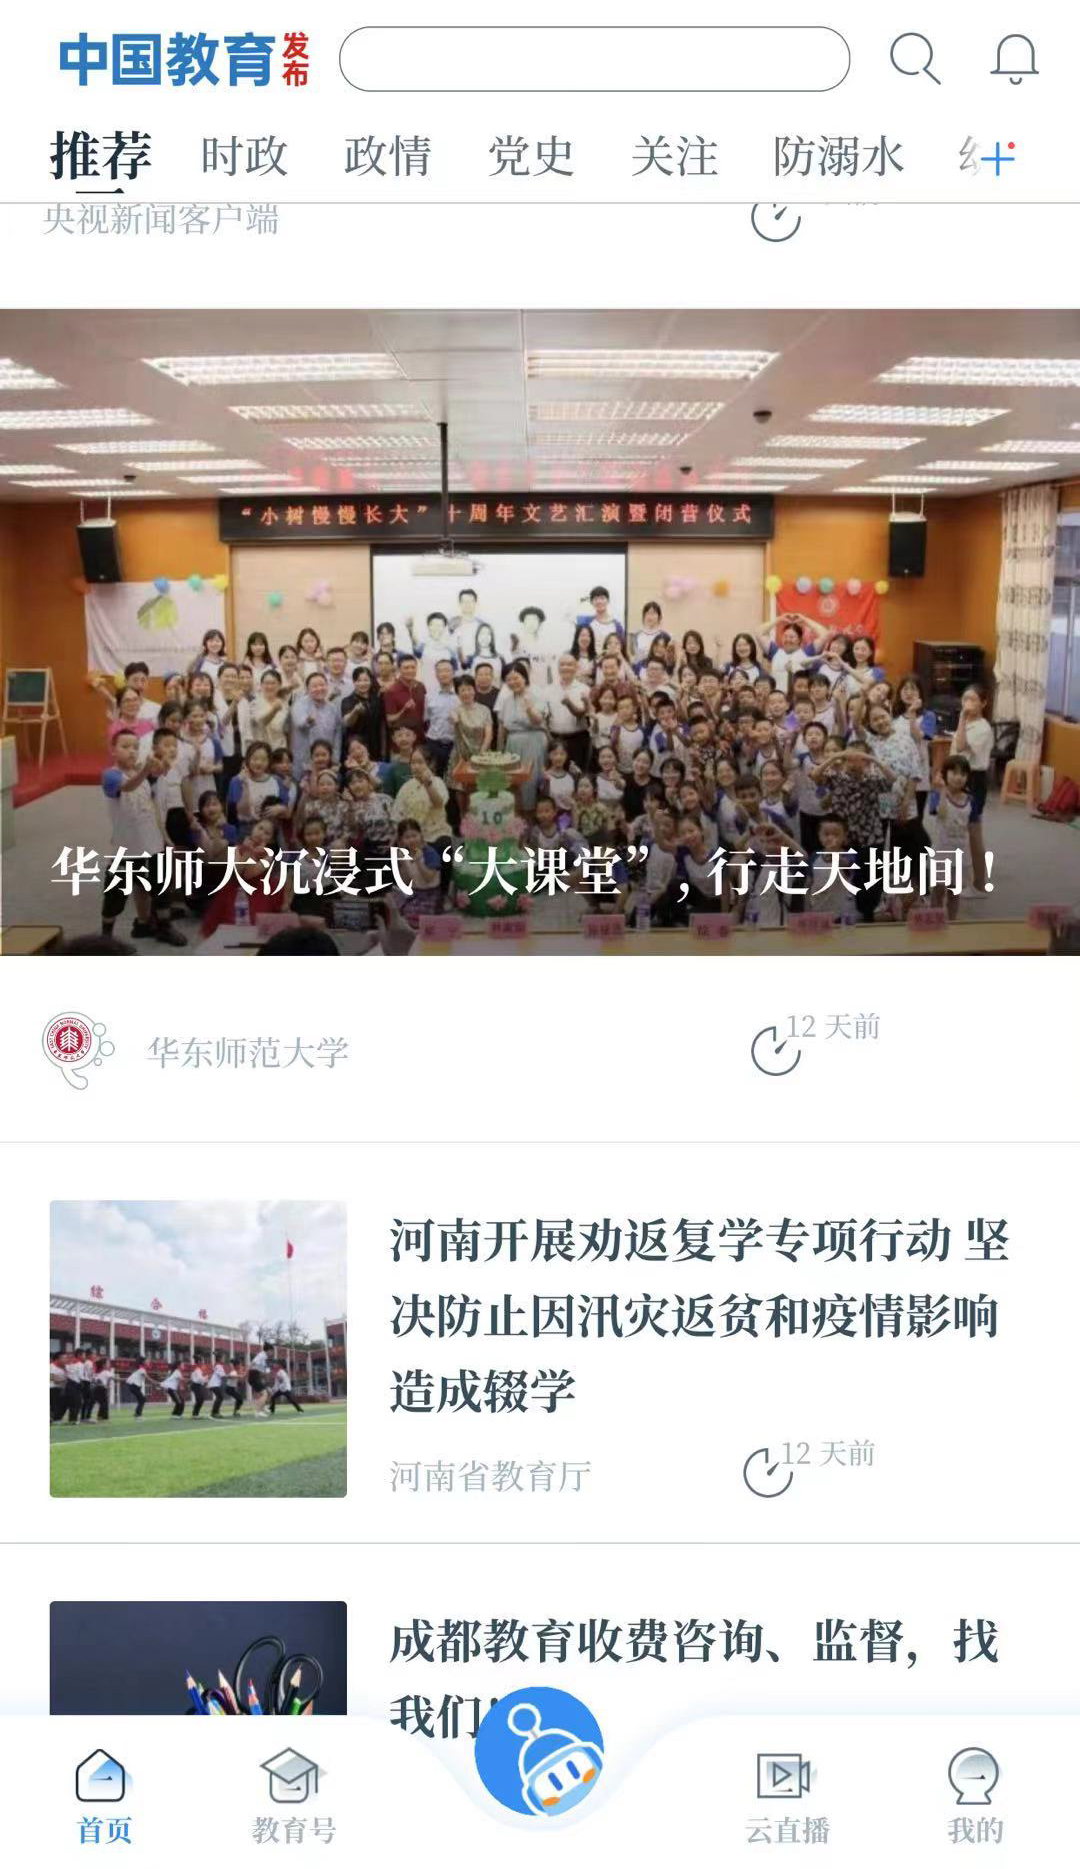 中国教育发布
推荐 时政 政情 党史 关注 防溺水
央视新闻客户端
“小树慢慢长大”十周年文艺汇演暨闭营仪式
10
华东师大沉浸式“大课堂”, 行走天地间！
华东师范大学
12 天前
河南开展劝返复学专项行动 坚
决防止因汛灾返贫和疫情影响
造成辍学
综合楼
河南省教育厅
12 天前
成都教育收费咨询、监督，找
我们
首页 教育号 云直播 我的